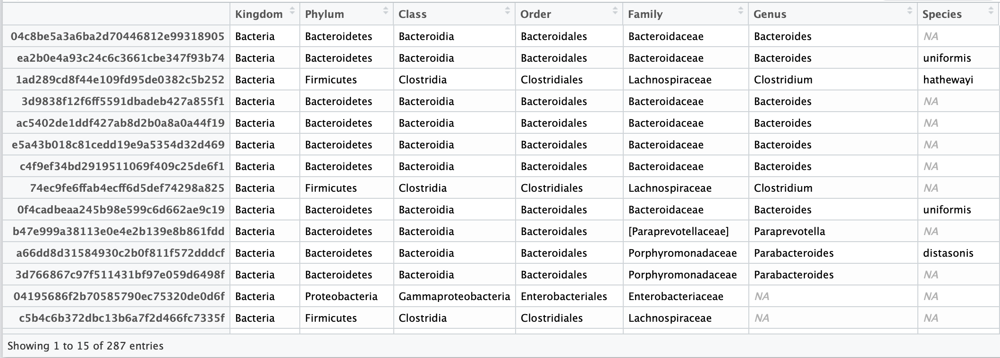 Kingdom Phylum Class Order Family Genus Species
04c8be5a3a6ba2d70446812e99318905 Bacteria Bacteroidetes Bacteroidia Bacteroidales Bacteroidaceae Bacteroides NA
ea2b0e4a93c24c6c3661cbe347f93b74 Bacteria Bacteroidetes Bacteroidia Bacteroidales Bacteroidaceae Bacteroides uniformis
1ad289cd8f44e109fd95de0382c5b252 Bacteria Firmicutes Clostridia Clostridiales Lachnospiraceae Clostridium hathewayi
3d9838f12f6ff5591dbadeb427a855f1 Bacteria Bacteroidetes Bacteroidia Bacteroidales Bacteroidaceae Bacteroides NA
ac5402de1ddf427ab8d2b0a8a0a44f19 Bacteria Bacteroidetes Bacteroidia Bacteroidales Bacteroidaceae Bacteroides NA
e5a43b018c81cedd19e9a5354d32d469 Bacteria Bacteroidetes Bacteroidia Bacteroidales Bacteroidaceae Bacteroides NA
c4f9ef34bd2919511069f409c25de6f1 Bacteria Bacteroidetes Bacteroidia Bacteroidales Bacteroidaceae Bacteroides NA
74ec9fe6ffab4ecff6d5def74298a825 Bacteria Firmicutes Clostridia Clostridiales Lachnospiraceae Clostridium NA
0f4cadbeaa245b98e599c6d662ae9c19 Bacteria Bacteroidetes Bacteroidia Bacteroidales Bacteroidaceae Bacteroides uniformis
b47e999a38113e0e4e2b139e8b861fdd Bacteria Bacteroidetes Bacteroidia Bacteroidales [Paraprevotellaceae] Paraprevotella NA
a66dd8d31584930c2b0f811f572dddcf Bacteria Bacteroidetes Bacteroidia Bacteroidales Porphyromonadaceae Parabacteroides distasonis
3d766867c97f511431bf97e059d6498f Bacteria Bacteroidetes Bacteroidia Bacteroidales Porphyromonadaceae Parabacteroides NA
04195686f2b70585790ec75320de0d6f Bacteria Proteobacteria Gammaproteobacteria Enterobacteriales Enterobacteriaceae NA NA
c5b4c6b372dbc13b6a7f2d466fc7335f Bacteria Firmicutes Clostridia Clostridiales Lachnospiraceae NA NA
Showing 1 to 15 of 287 entries